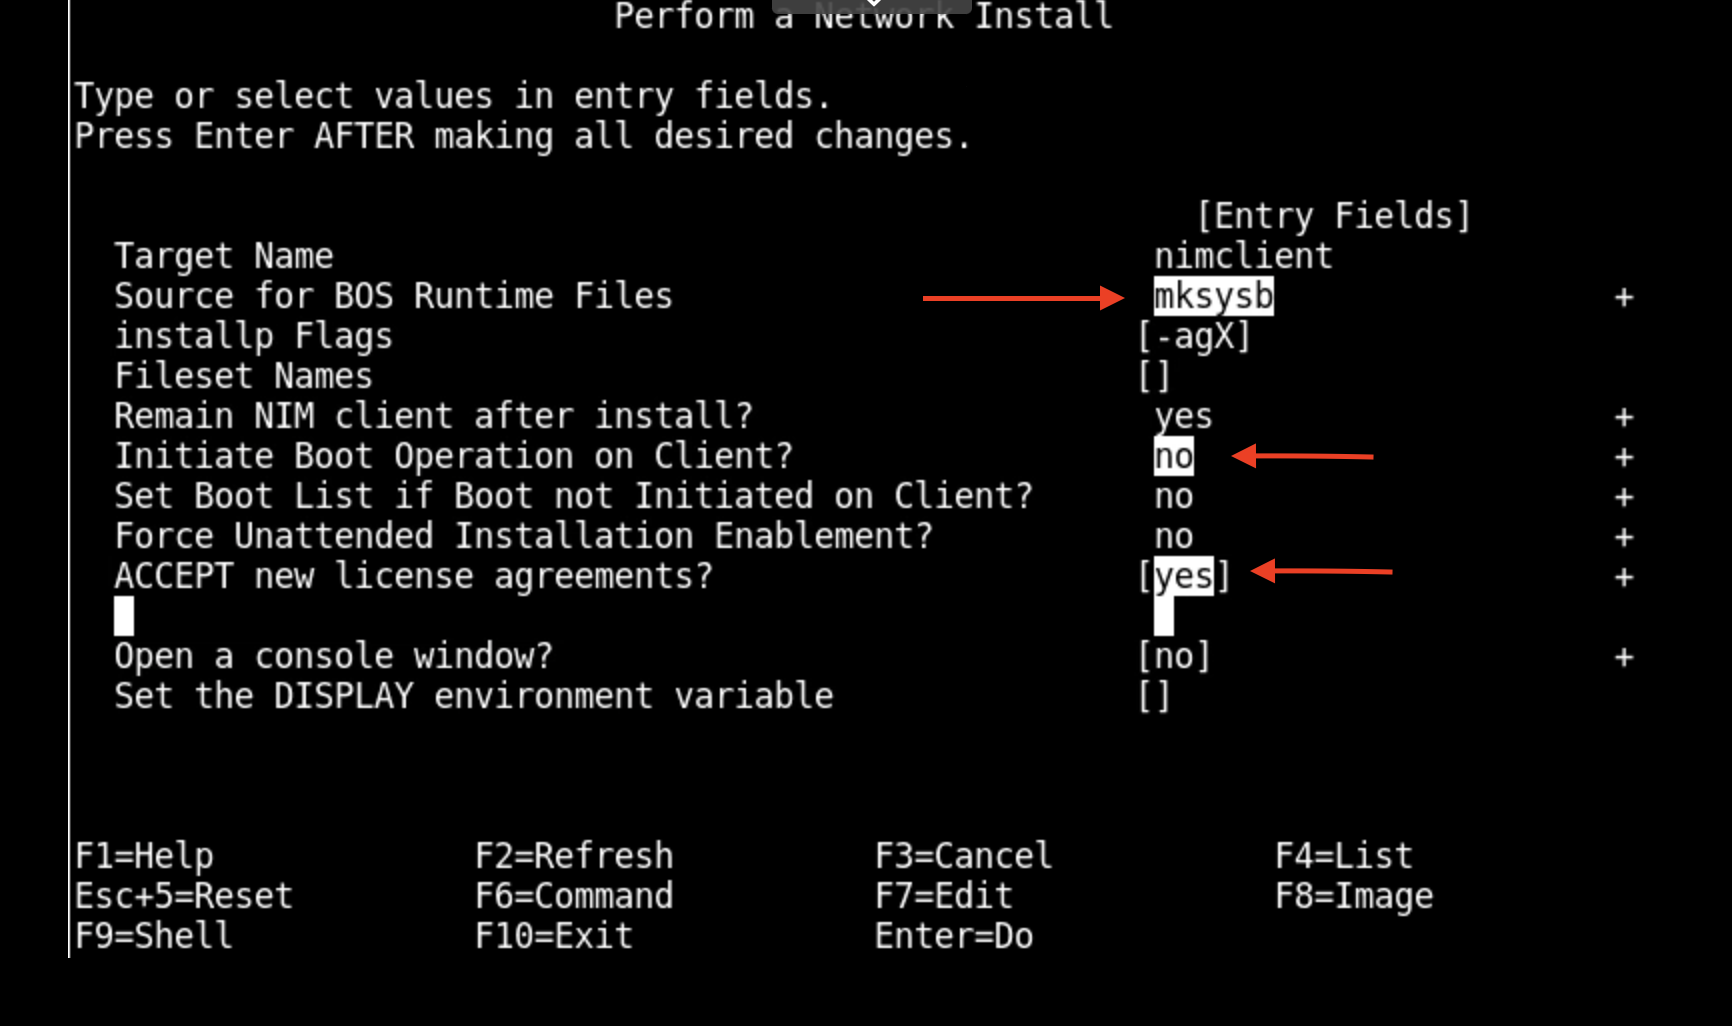 Perform a Network Install
Type or select values in entry fields.
Press Enter AFTER making all desired changes.
[Entry Fields]
Target Name nimclient
Source for BOS Runtime Files mksysb +
installp Flags [-agX]
Fileset Names []
Remain NIM client after install? yes +
Initiate Boot Operation on Client? no +
Set Boot List if Boot not Initiated on Client? no +
Force Unattended Installation Enablement? no +
ACCEPT new license agreements? [yes] +
Open a console window? [no] +
Set the DISPLAY environment variable []
F1=Help F2=Refresh F3=Cancel F4=List
Esc+5=Reset F6=Command F7=Edit F8=Image
F9=Shell F10=Exit Enter=Do